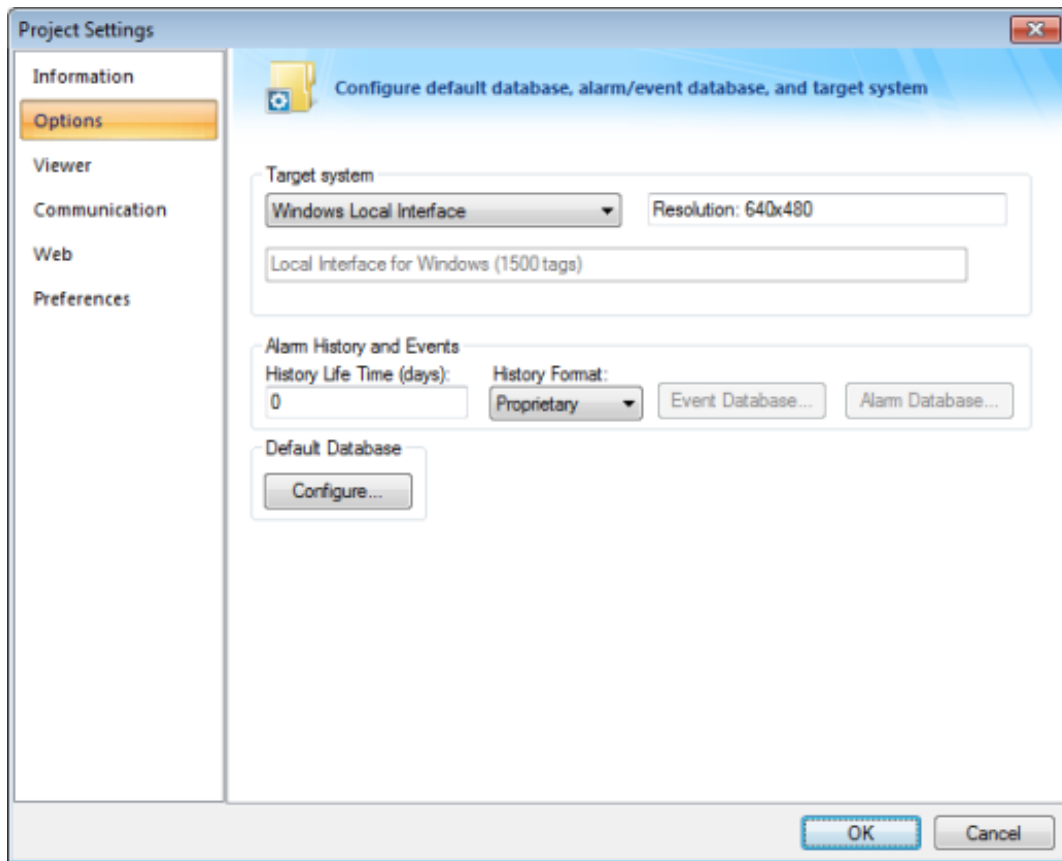 Project Settings
Information
Options
Viewer
Communication
Web
Preferences
Configure default database, alarm/event database, and target system
Target system
Windows Local Interface
Resolution: 640x480
Local Interface for Windows (1500 tags)
Alarm History and Events
History Life Time (days): History Format:
0 Proprietary Event Database... Alarm Database...
Default Database
Configure...
OK Cancel